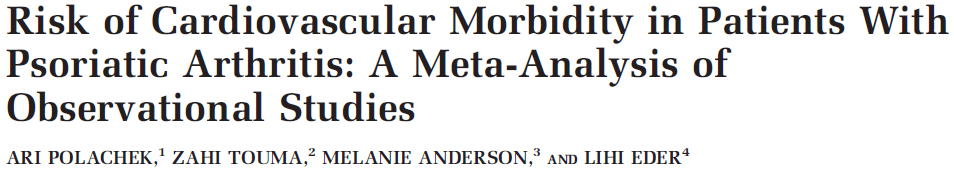 Risk of Cardiovascular Morbidity in Patients With
Psoriatic Arthritis: A Meta-Analysis of
Observational Studies
ARI POLACHEK,¹ ZAHI TOUMA,² MELANIE ANDERSON,³ AND LIHI EDER⁴